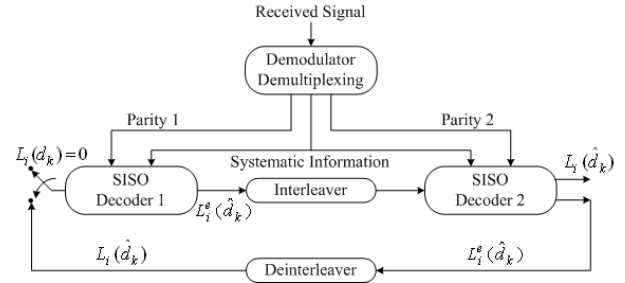 Received Signal
Demodulator
Demultiplexing
Parity 1
Parity 2
L_i(d_k)=0
Systematic Information
L_i(d̂_k)
SISO
Decoder 1
Interleaver
SISO
Decoder 2
L_i^e(d̂_k)
L_i(d̂_k)
L_i^e(d̂_k)
Deinterleaver